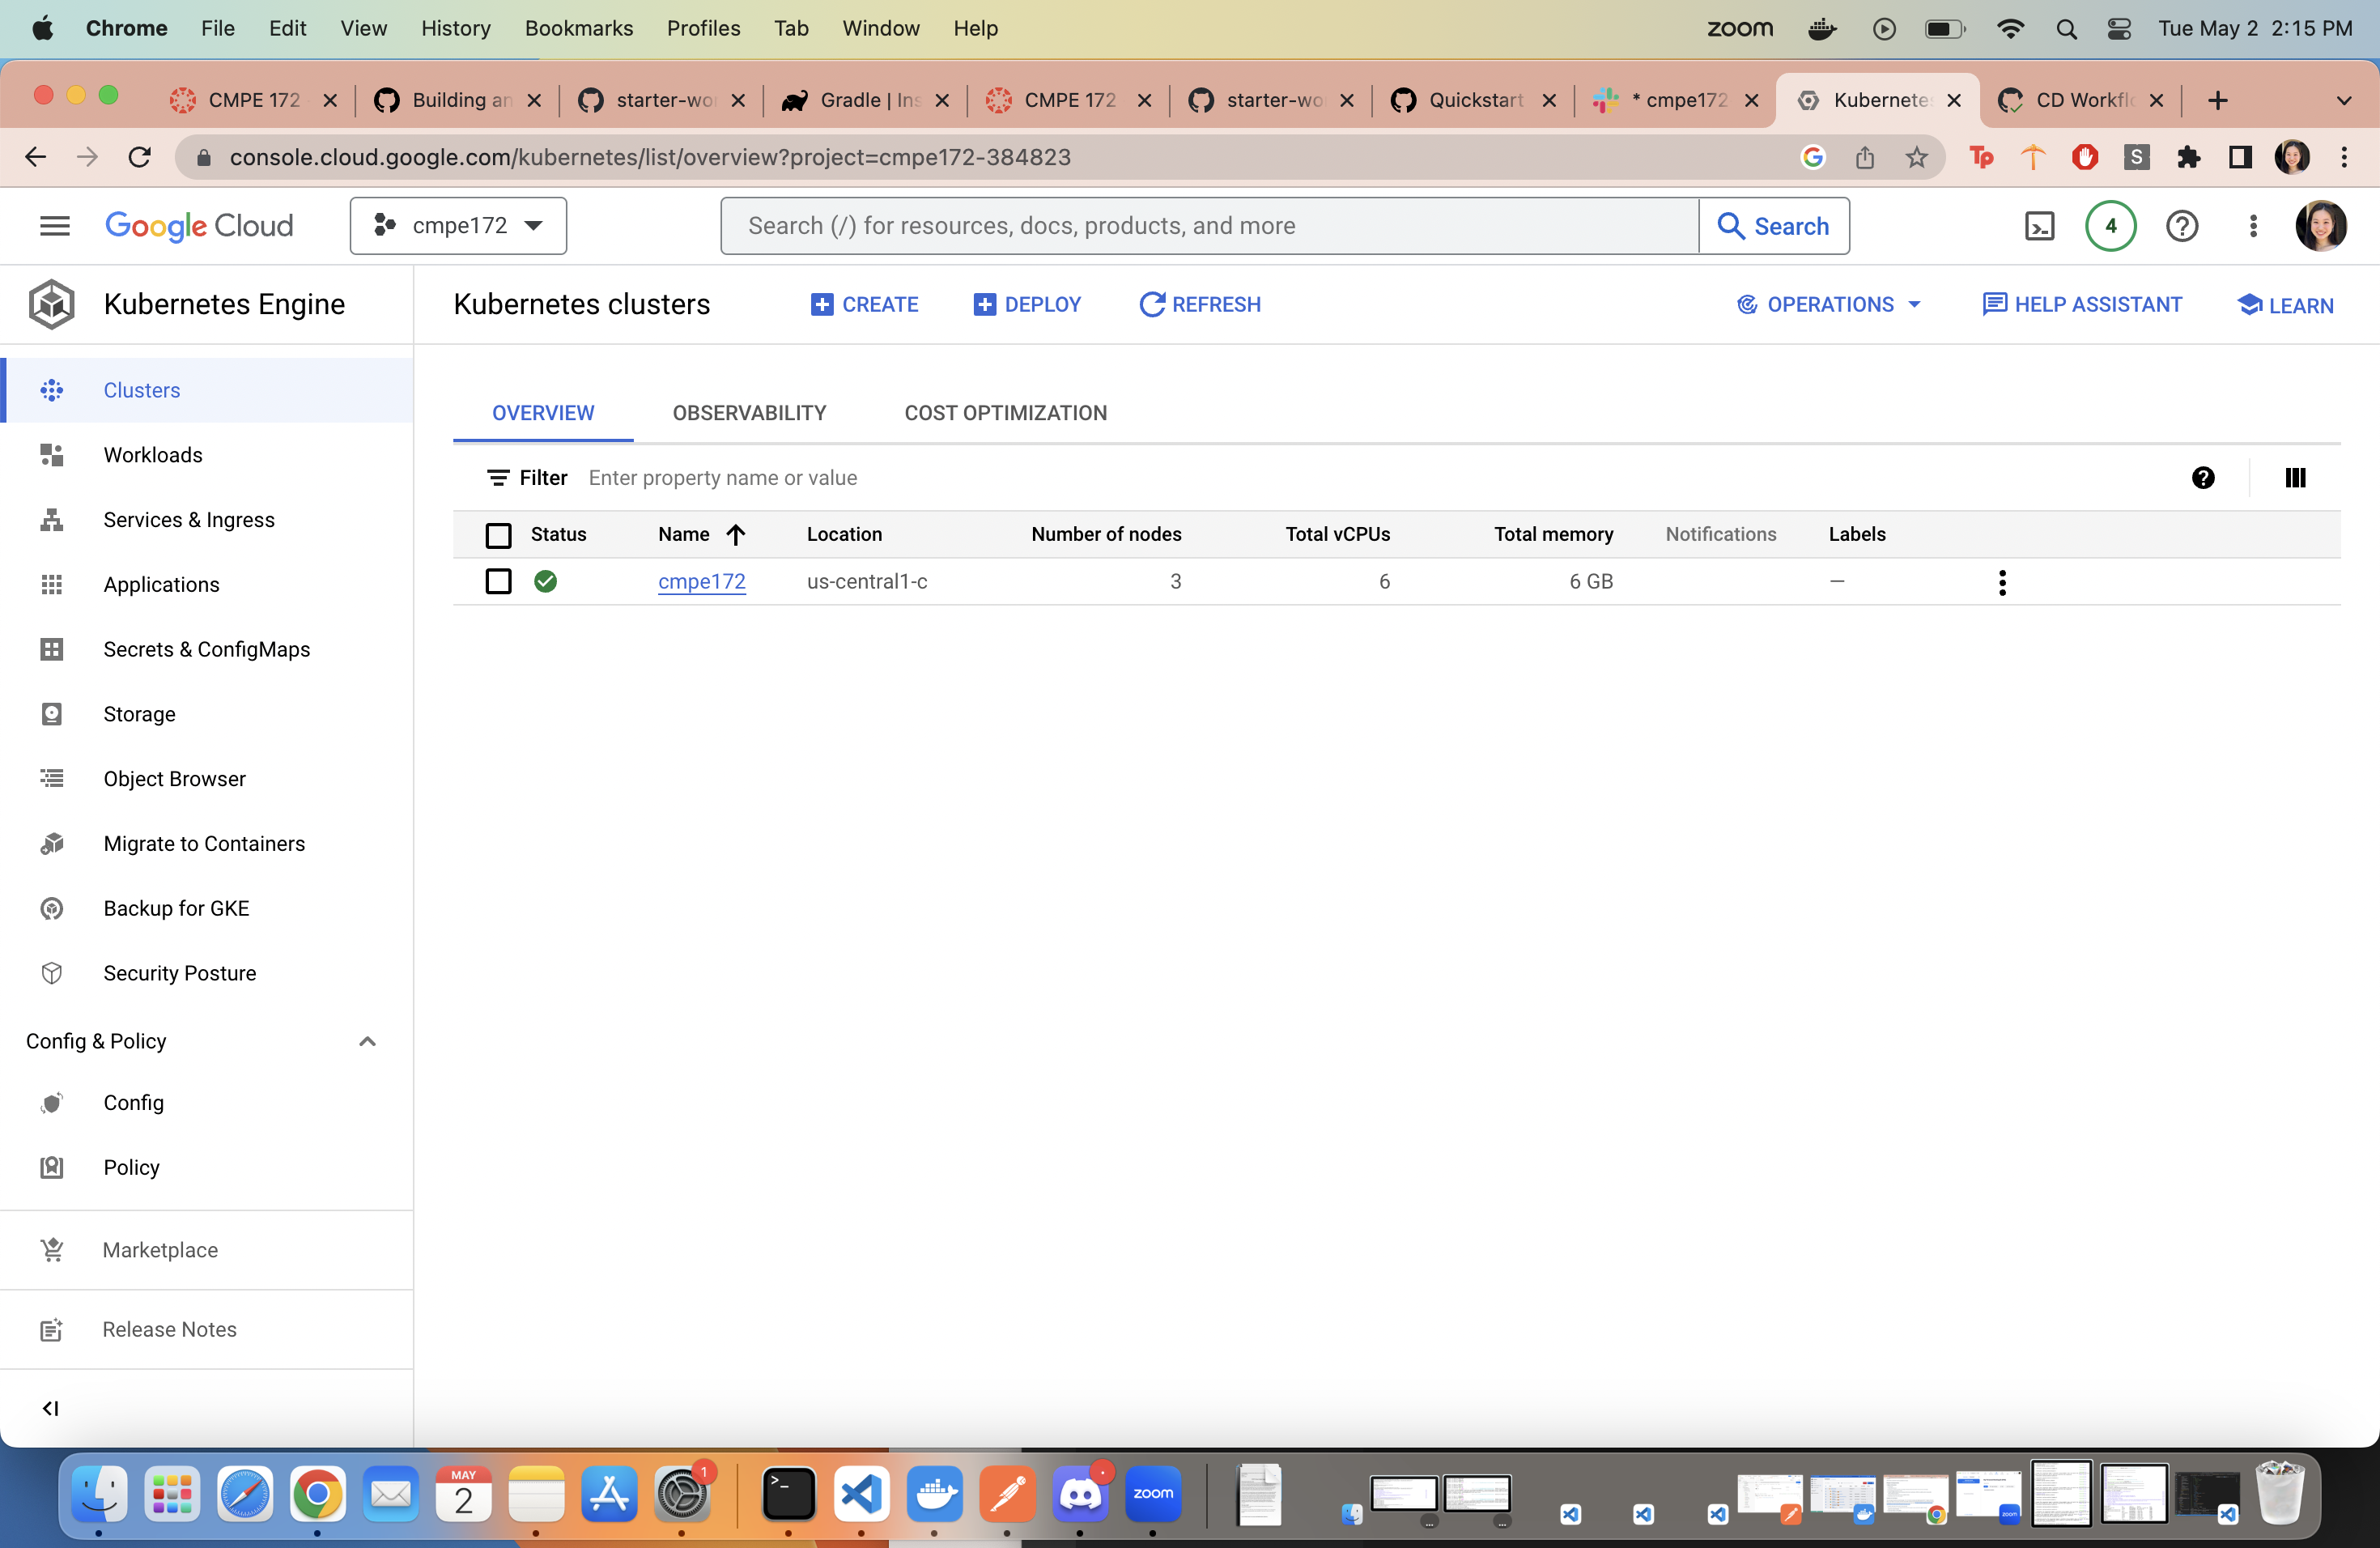 Chrome File Edit View History Bookmarks Profiles Tab Window Help zoom Tue May 2 2:15 PM
CMPE 172 Building an starter-wo Gradle | Ins CMPE 172 starter-wo Quickstart * cmpe172 Kubernetes CD Workflo
console.cloud.google.com/kubernetes/list/overview?project=cmpe172-384823 Tp S
Google Cloud cmpe172 Search (/) for resources, docs, products, and more Search 4
Kubernetes Engine
Kubernetes clusters CREATE DEPLOY REFRESH OPERATIONS HELP ASSISTANT LEARN
Clusters
Workloads
Services & Ingress
Applications
Secrets & ConfigMaps
Storage
Object Browser
Migrate to Containers
Backup for GKE
Security Posture
Config & Policy
Config
Policy
Marketplace
Release Notes
OVERVIEW OBSERVABILITY COST OPTIMIZATION
Filter Enter property name or value
Status Name Location Number of nodes Total vCPUs Total memory Notifications Labels
cmpe172 us-central1-c 3 6 6 GB —
MAY
2
1
zoom